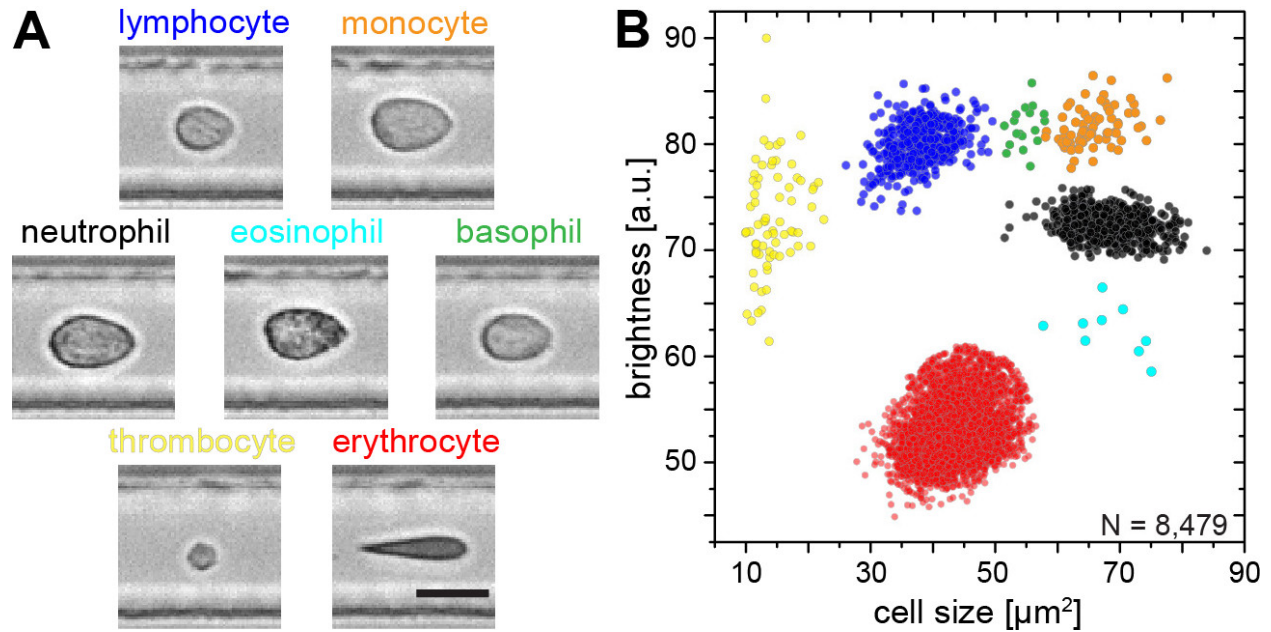 A
lymphocyte monocyte
neutrophil eosinophil basophil
thrombocyte erythrocyte
B
90
80
70
60
50
brightness [a.u.]
N = 8,479
10 30 50 70 90
cell size [µm²]